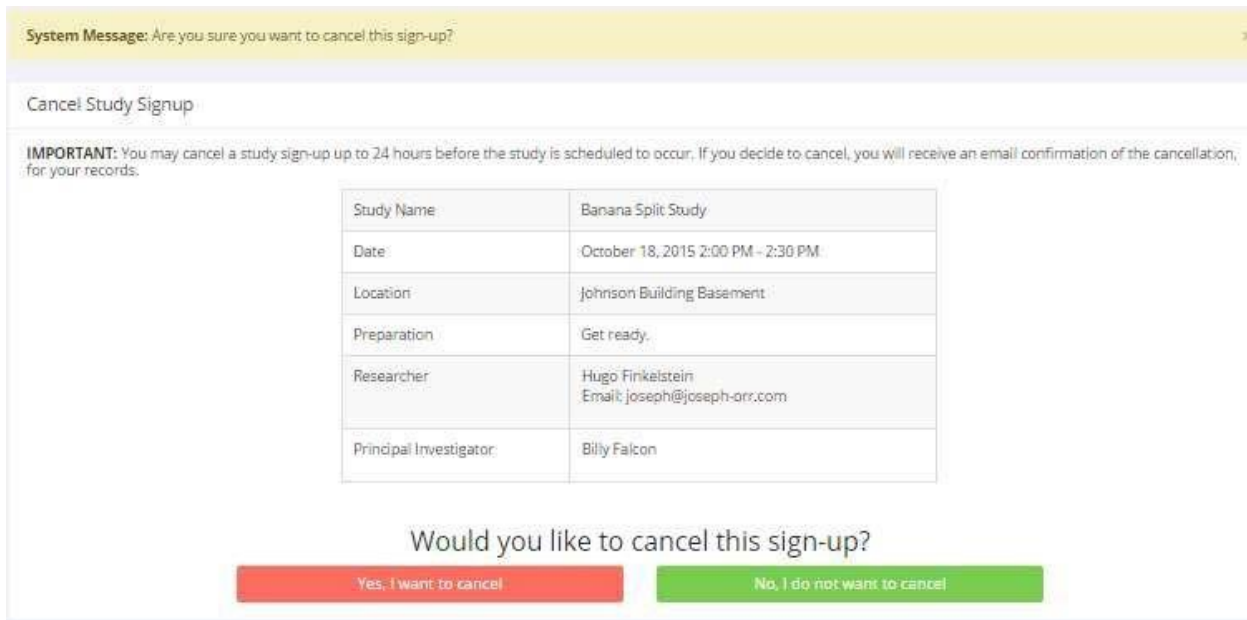 System Message: Are you sure you want to cancel this sign-up?
Cancel Study Signup
IMPORTANT: You may cancel a study sign-up up to 24 hours before the study is scheduled to occur. If you decide to cancel, you will receive an email confirmation of the cancellation,
for your records.
Study Name Banana Split Study
Date October 18, 2015 2:00 PM - 2:30 PM
Location Johnson Building Basement
Preparation Get ready.
Researcher Hugo Finkelstein
Email: joseph@joseph-orr.com
Principal Investigator Billy Falcon
Would you like to cancel this sign-up?
Yes, I want to cancel No, I do not want to cancel